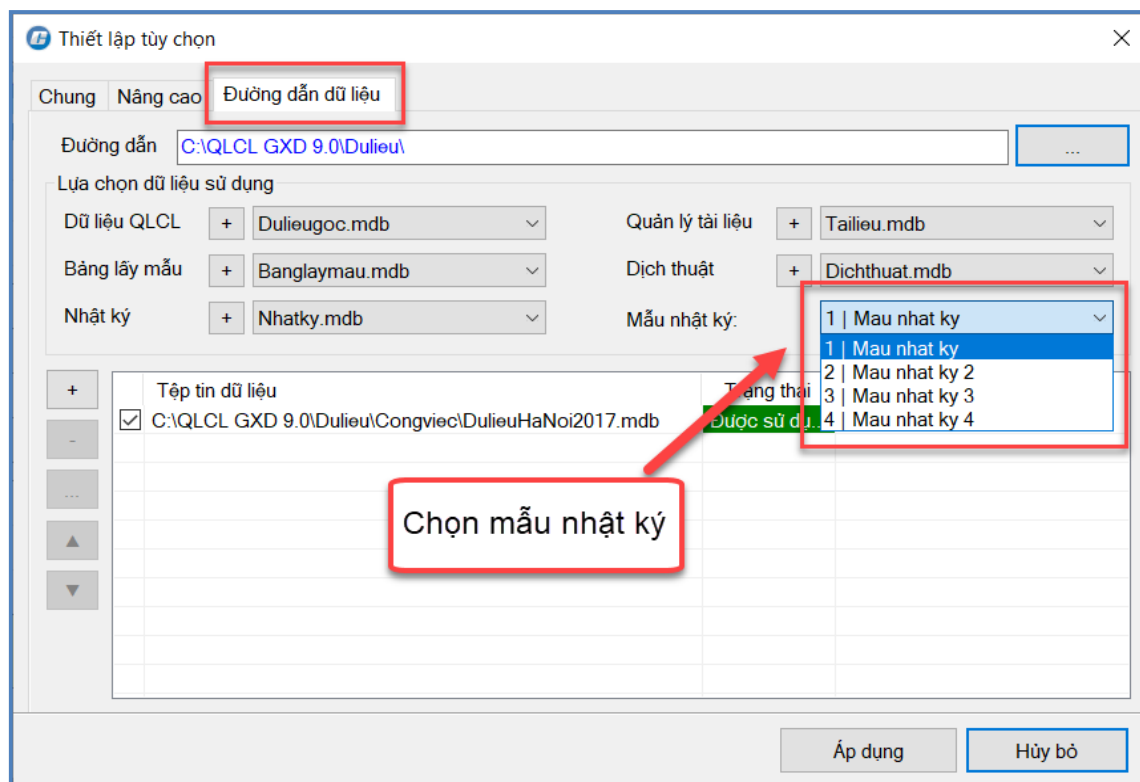 Thiết lập tùy chọn
Chung Nâng cao Đường dẫn dữ liệu
Đường dẫn C:\QLCL GXD 9.0\Dulieu\ ...
Lựa chọn dữ liệu sử dụng
Dữ liệu QLCL + Dulieugoc.mdb Quản lý tài liệu + Tailieu.mdb
Bảng lấy mẫu + Banglaymau.mdb Dịch thuật + Dichthuat.mdb
Nhật ký + Nhatky.mdb Mẫu nhật ký: 1 | Mau nhat ky
1 | Mau nhat ky
2 | Mau nhat ky 2
3 | Mau nhat ky 3
4 | Mau nhat ky 4
+ Tệp tin dữ liệu thái
C:\QLCL GXD 9.0\Dulieu\Congviec\DulieuHaNoi2017.mdb Được sử dụ...
-
...
Chọn mẫu nhật ký
Áp dụng Hủy bỏ